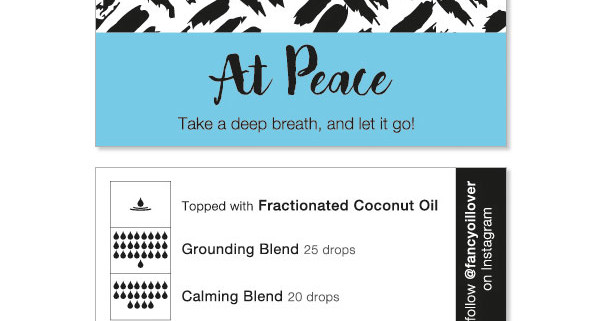 At Peace
Take a deep breath, and let it go!
Topped with Fractionated Coconut Oil
Grounding Blend 25 drops
Calming Blend 20 drops
follow @fancyoillover
on Instagram